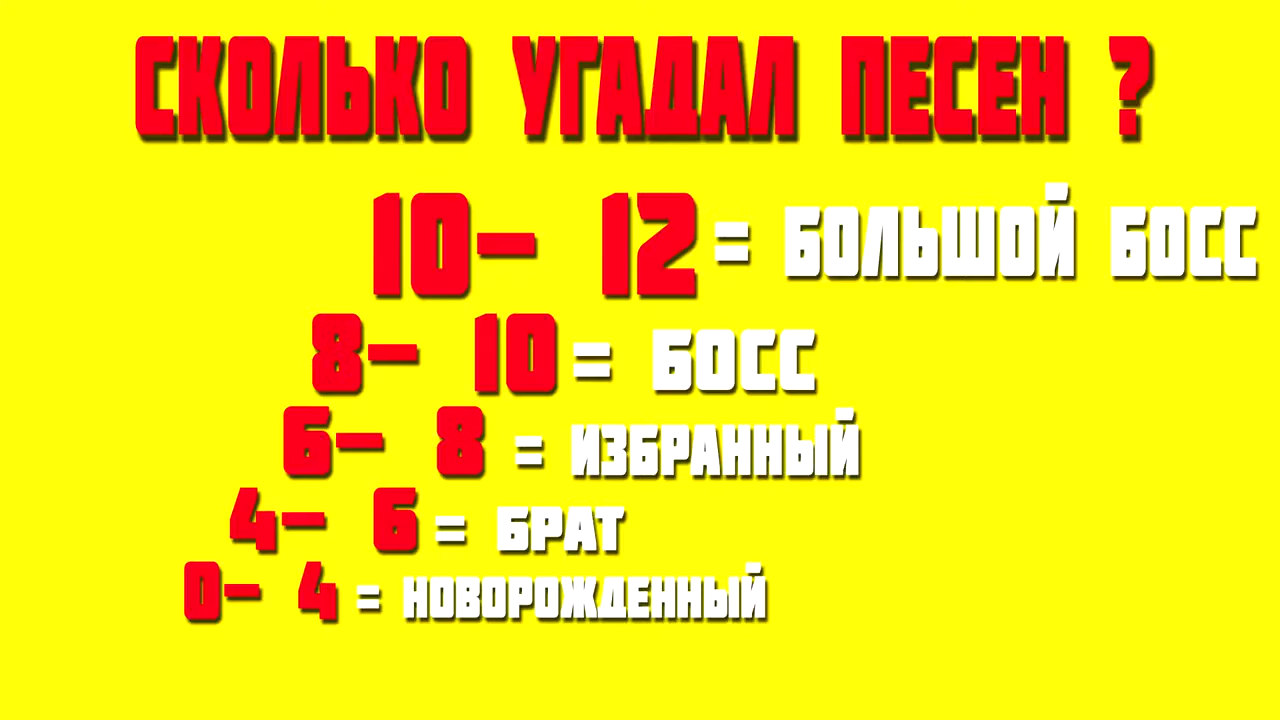 СКОЛЬКО УГАДАЛ ПЕСЕН ?
10- 12 = БОЛЬШОЙ БОСС
8- 10 = БОСС
6- 8 = ИЗБРАННЫЙ
4- 6 = БРАТ
0- 4 = НОВОРОЖДЕННЫЙ